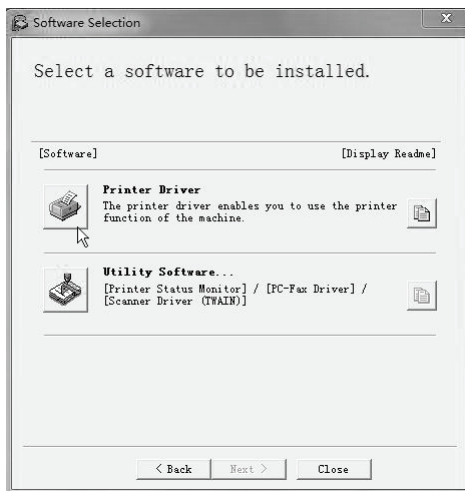 Software Selection
Select a software to be installed.
[Software] [Display Readme]
Printer Driver
The printer driver enables you to use the printer
function of the machine.
Utility Software...
[Printer Status Monitor] / [PC-Fax Driver] /
[Scanner Driver (TWAIN)]
< Back Next > Close